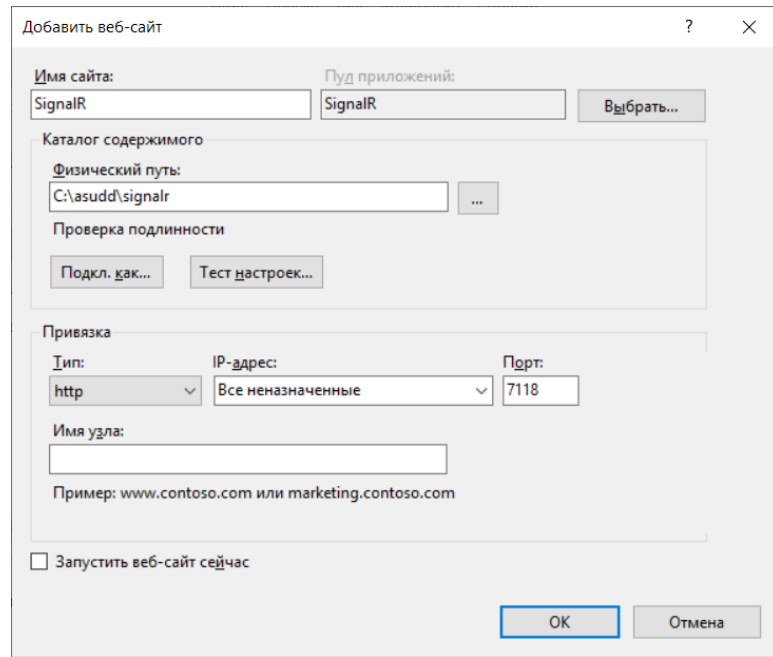 Добавить веб-сайт
?
Имя сайта:
Пул приложений:
SignalR
SignalR
Выбрать...
Каталог содержимого
Физический путь:
C:\asudd\signalr
...
Проверка подлинности
Подкл. как...
Тест настроек...
Привязка
Тип:
IP-адрес:
Порт:
http
Все неназначенные
7118
Имя узла:
Пример: www.contoso.com или marketing.contoso.com
Запустить веб-сайт сейчас
ОК
Отмена